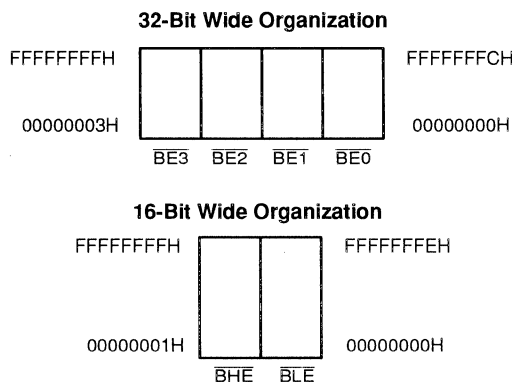 32-Bit Wide Organization
FFFFFFFFH FFFFFFFCH
00000003H 00000000H
BE3 BE2 BE1 BE0
16-Bit Wide Organization
FFFFFFFFH FFFFFFFEH
00000001H 00000000H
BHE BLE